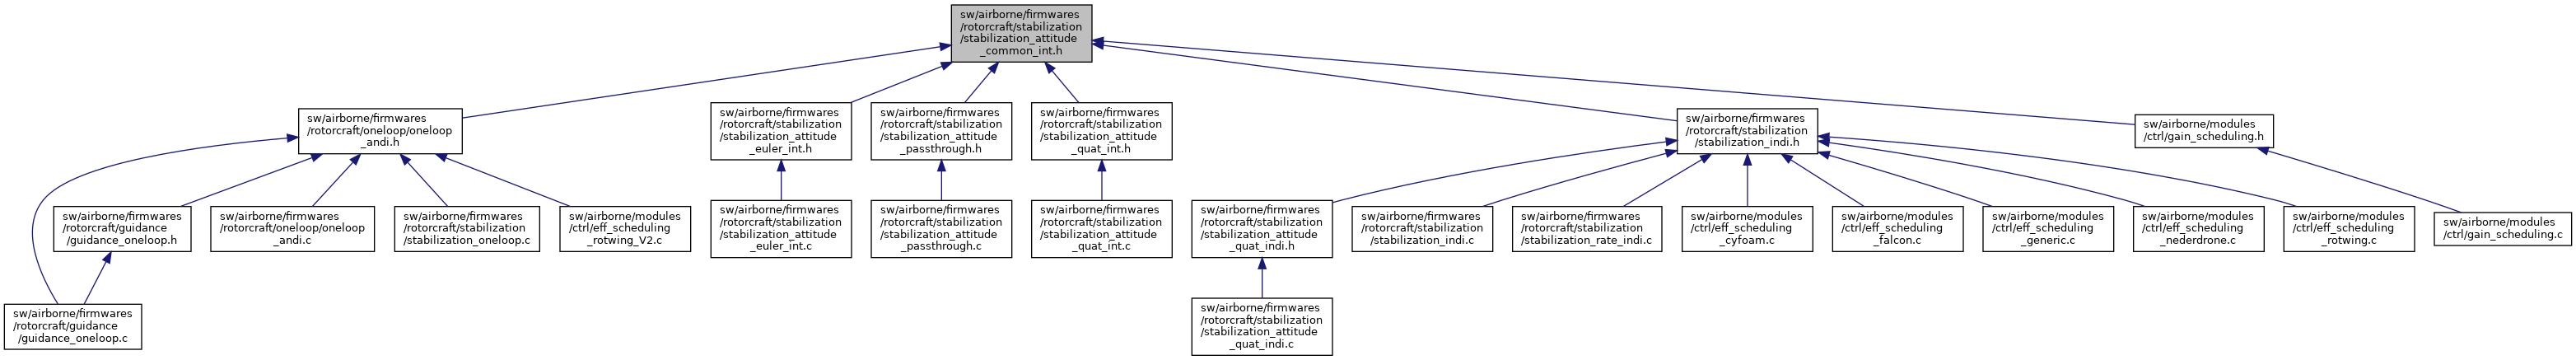 sw/airborne/firmwares
/rotorcraft/stabilization
/stabilization_attitude
_common_int.h
sw/airborne/firmwares
/rotorcraft/oneloop/oneloop
_andi.h
sw/airborne/firmwares
/rotorcraft/stabilization
/stabilization_attitude
_euler_int.h
sw/airborne/firmwares
/rotorcraft/stabilization
/stabilization_attitude
_passthrough.h
sw/airborne/firmwares
/rotorcraft/stabilization
/stabilization_attitude
_quat_int.h
sw/airborne/firmwares
/rotorcraft/stabilization
/stabilization_indi.h
sw/airborne/modules
/ctrl/gain_scheduling.h
sw/airborne/firmwares
/rotorcraft/guidance
/guidance_oneloop.h
sw/airborne/firmwares
/rotorcraft/oneloop/oneloop
_andi.c
sw/airborne/firmwares
/rotorcraft/stabilization
/stabilization_oneloop.c
sw/airborne/modules
/ctrl/eff_scheduling
_rotwing_V2.c
sw/airborne/firmwares
/rotorcraft/stabilization
/stabilization_attitude
_euler_int.c
sw/airborne/firmwares
/rotorcraft/stabilization
/stabilization_attitude
_passthrough.c
sw/airborne/firmwares
/rotorcraft/stabilization
/stabilization_attitude
_quat_int.c
sw/airborne/firmwares
/rotorcraft/stabilization
/stabilization_attitude
_quat_indi.h
sw/airborne/firmwares
/rotorcraft/stabilization
/stabilization_indi.c
sw/airborne/firmwares
/rotorcraft/stabilization
/stabilization_rate_indi.c
sw/airborne/modules
/ctrl/eff_scheduling
_cyfoam.c
sw/airborne/modules
/ctrl/eff_scheduling
_falcon.c
sw/airborne/modules
/ctrl/eff_scheduling
_generic.c
sw/airborne/modules
/ctrl/eff_scheduling
_nederdrone.c
sw/airborne/modules
/ctrl/eff_scheduling
_rotwing.c
sw/airborne/modules
/ctrl/gain_scheduling.c
sw/airborne/firmwares
/rotorcraft/guidance
/guidance_oneloop.c
sw/airborne/firmwares
/rotorcraft/stabilization
/stabilization_attitude
_quat_indi.c